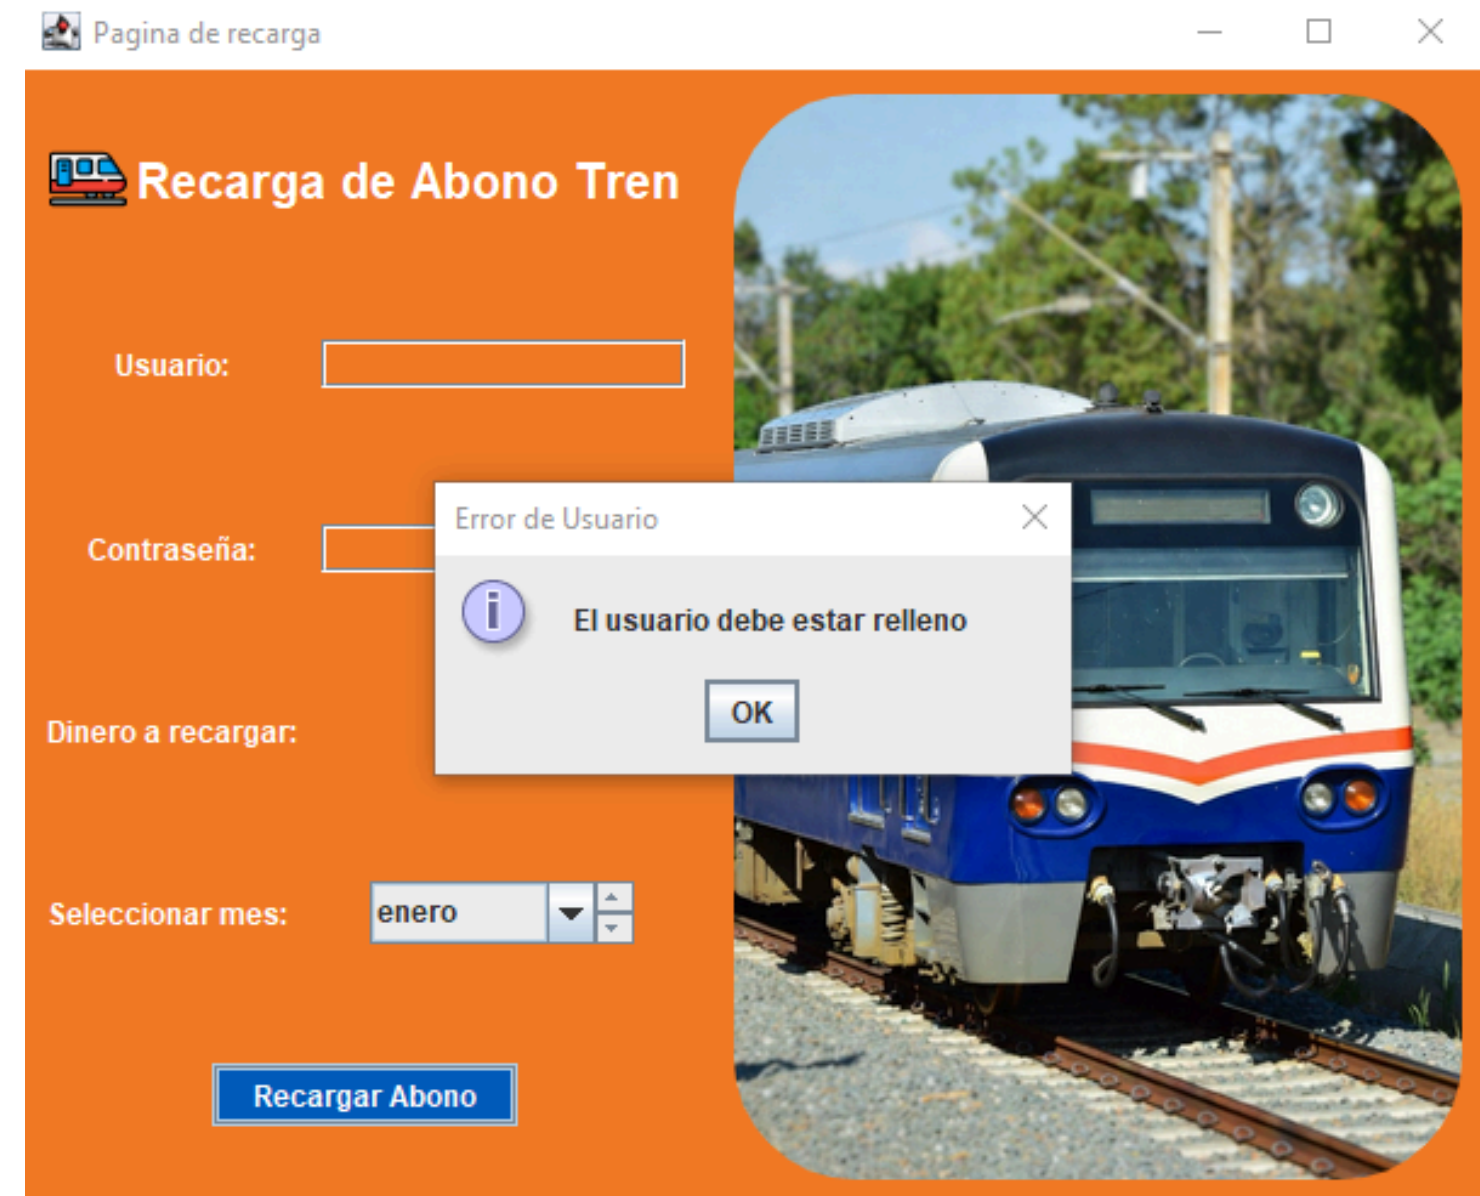 Pagina de recarga
Recarga de Abono Tren
Usuario:
Contraseña:
Error de Usuario
El usuario debe estar relleno
OK
Dinero a recargar:
Seleccionar mes:
enero
Recargar Abono